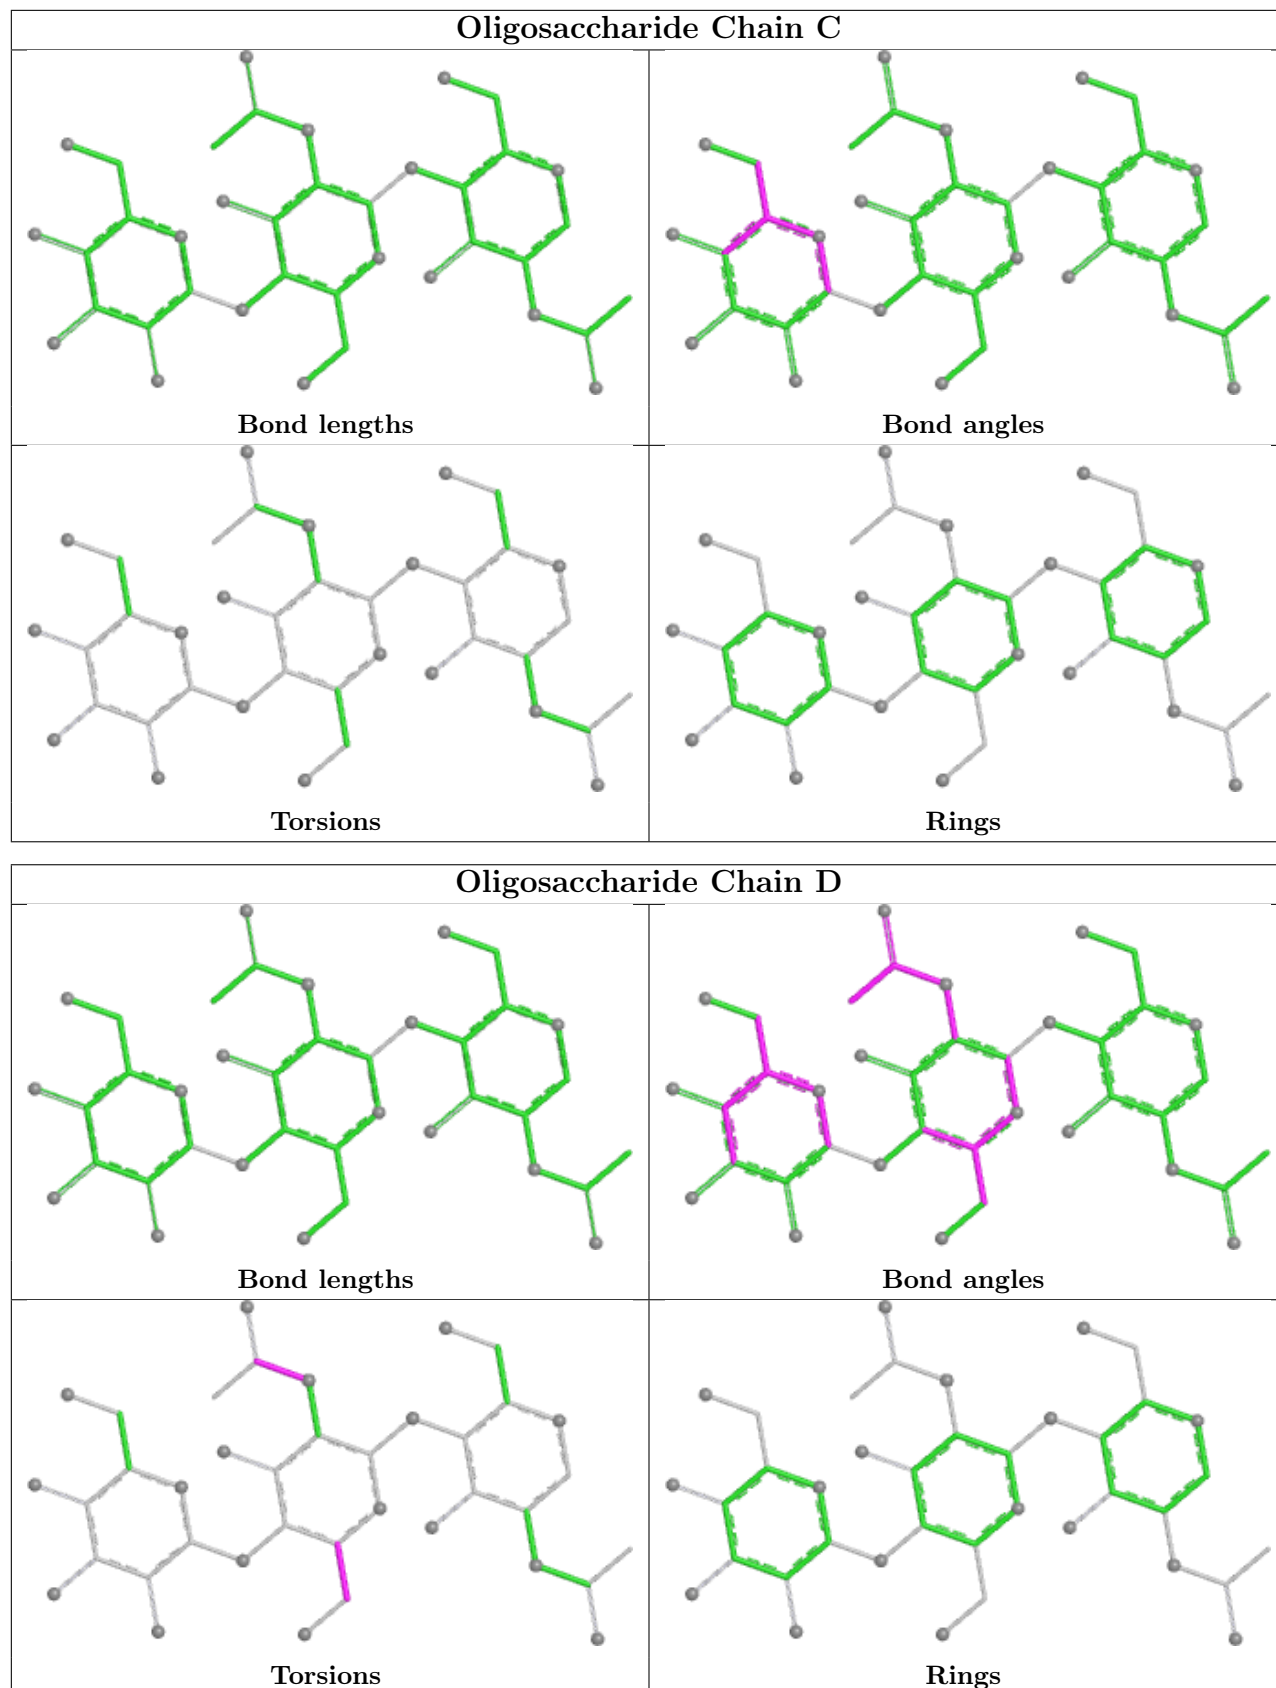 Oligosaccharide Chain C
Bond lengths
Bond angles
Torsions
Rings
Oligosaccharide Chain D
Bond lengths
Bond angles
Torsions
Rings